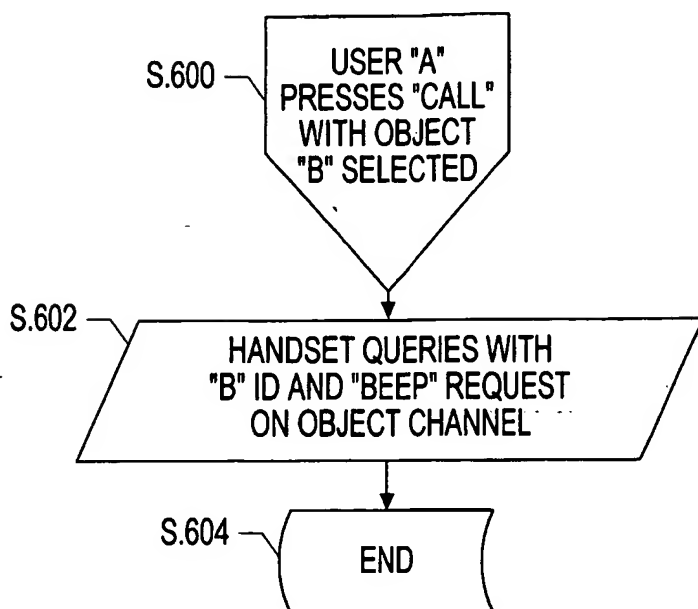 S.600
USER "A"
PRESSES "CALL"
WITH OBJECT
"B" SELECTED
S.602
HANDSET QUERIES WITH
"B" ID AND "BEEP" REQUEST
ON OBJECT CHANNEL
S.604
END